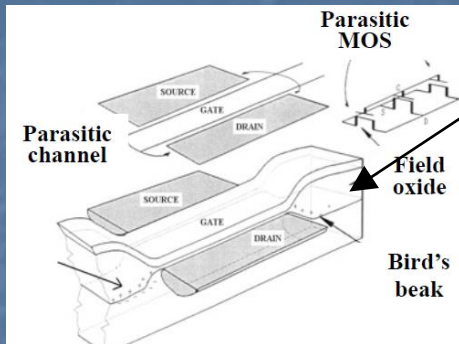 Parasitic
MOS
SOURCE
GATE
DRAIN
G
S
D
Parasitic
channel
Field
oxide
SOURCE
GATE
DRAIN
Bird's
beak